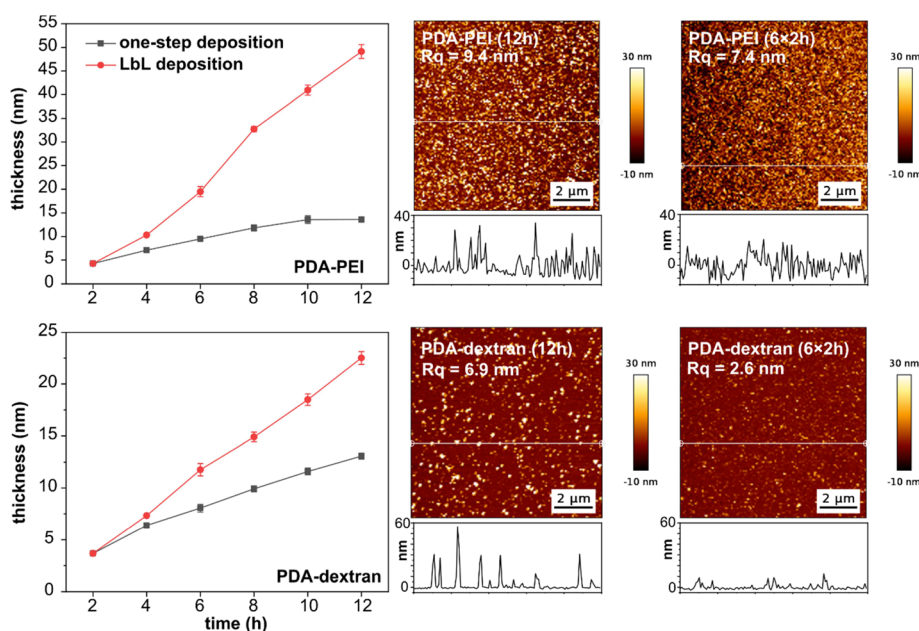 one-step deposition
LbL deposition
thickness (nm)
55
50
45
40
35
30
25
20
15
10
5
0
2
4
6
8
10
12
PDA-PEI
PDA-PEI (12h)
Rq = 9.4 nm
2 µm
30 nm
-10 nm
40
nm
0
PDA-PEI (6×2h)
Rq = 7.4 nm
2 µm
30 nm
-10 nm
40
nm
0
thickness (nm)
25
20
15
10
5
0
2
4
6
8
10
12
PDA-dextran
time (h)
PDA-dextran (12h)
Rq = 6.9 nm
2 µm
30 nm
-10 nm
60
nm
0
PDA-dextran (6×2h)
Rq = 2.6 nm
2 µm
30 nm
-10 nm
60
nm
0